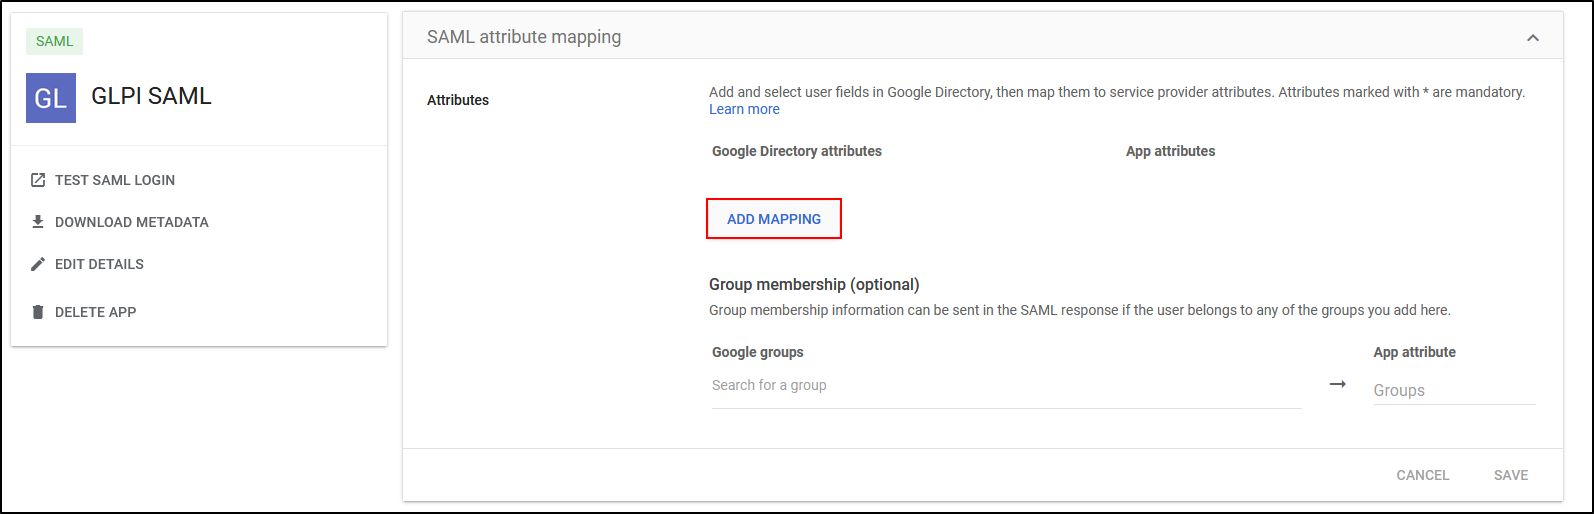 SAML
GL
GLPI SAML
TEST SAML LOGIN
DOWNLOAD METADATA
EDIT DETAILS
DELETE APP
SAML attribute mapping
Attributes
Add and select user fields in Google Directory, then map them to service provider attributes. Attributes marked with * are mandatory.
Learn more
Google Directory attributes
App attributes
ADD MAPPING
Group membership (optional)
Group membership information can be sent in the SAML response if the user belongs to any of the groups you add here.
Google groups
App attribute
Search for a group
Groups
CANCEL
SAVE